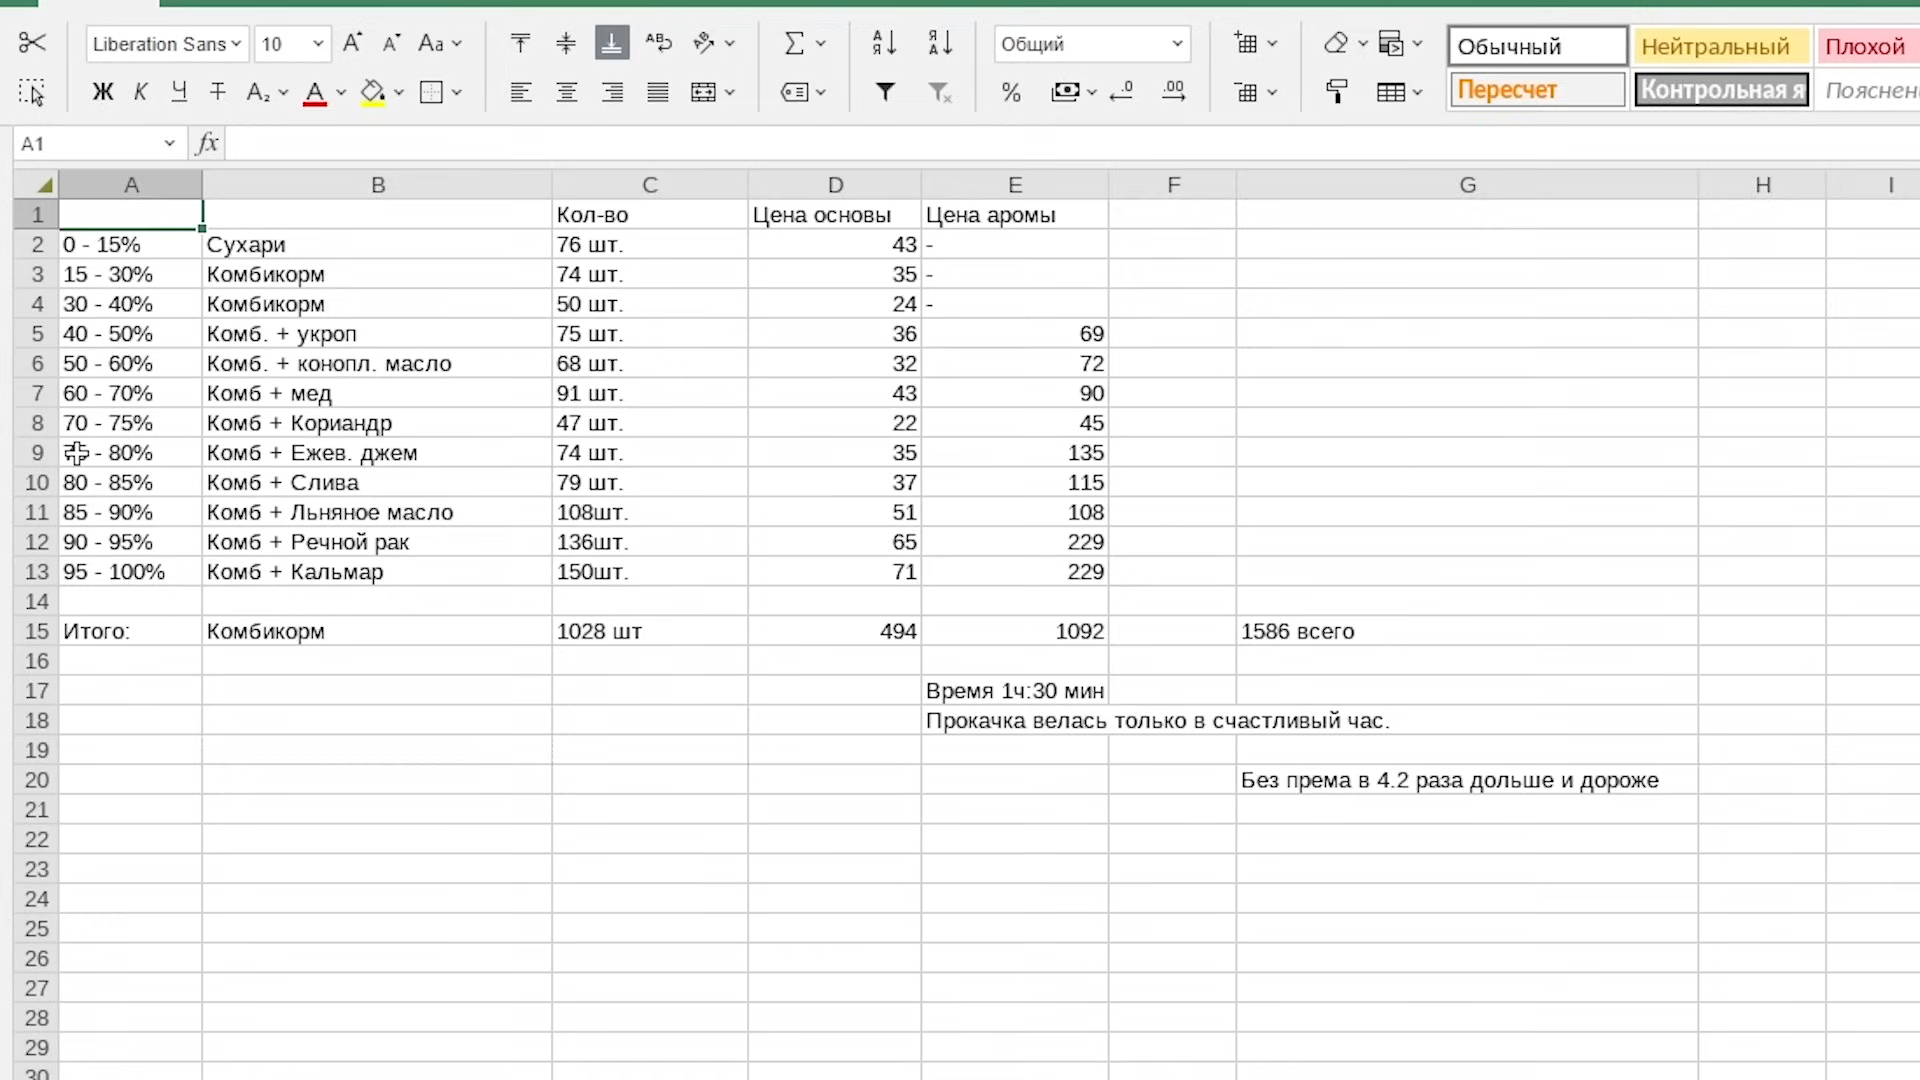 Liberation Sans 10 Общий Обычный Нейтральный Плохой
Ж К Ч Т Пересчет Контрольная я Пояснен
A1 fx
A B C D E F G H I
1 Кол-во Цена основы Цена аромы
2 0 - 15% Сухари 76 шт. 43 -
3 15 - 30% Комбикорм 74 шт. 35 -
4 30 - 40% Комбикорм 50 шт. 24 -
5 40 - 50% Комб. + укроп 75 шт. 36 69
6 50 - 60% Комб. + конопл. масло 68 шт. 32 72
7 60 - 70% Комб + мед 91 шт. 43 90
8 70 - 75% Комб + Кориандр 47 шт. 22 45
9 - 80% Комб + Ежев. джем 74 шт. 35 135
10 80 - 85% Комб + Слива 79 шт. 37 115
11 85 - 90% Комб + Льняное масло 108шт. 51 108
12 90 - 95% Комб + Речной рак 136шт. 65 229
13 95 - 100% Комб + Кальмар 150шт. 71 229
14
15 Итого: Комбикорм 1028 шт 494 1092 1586 всего
16
17 Время 1ч:30 мин
18 Прокачка велась только в счастливый час.
19
20 Без према в 4.2 раза дольше и дороже
21
22
23
24
25
26
27
28
29
30